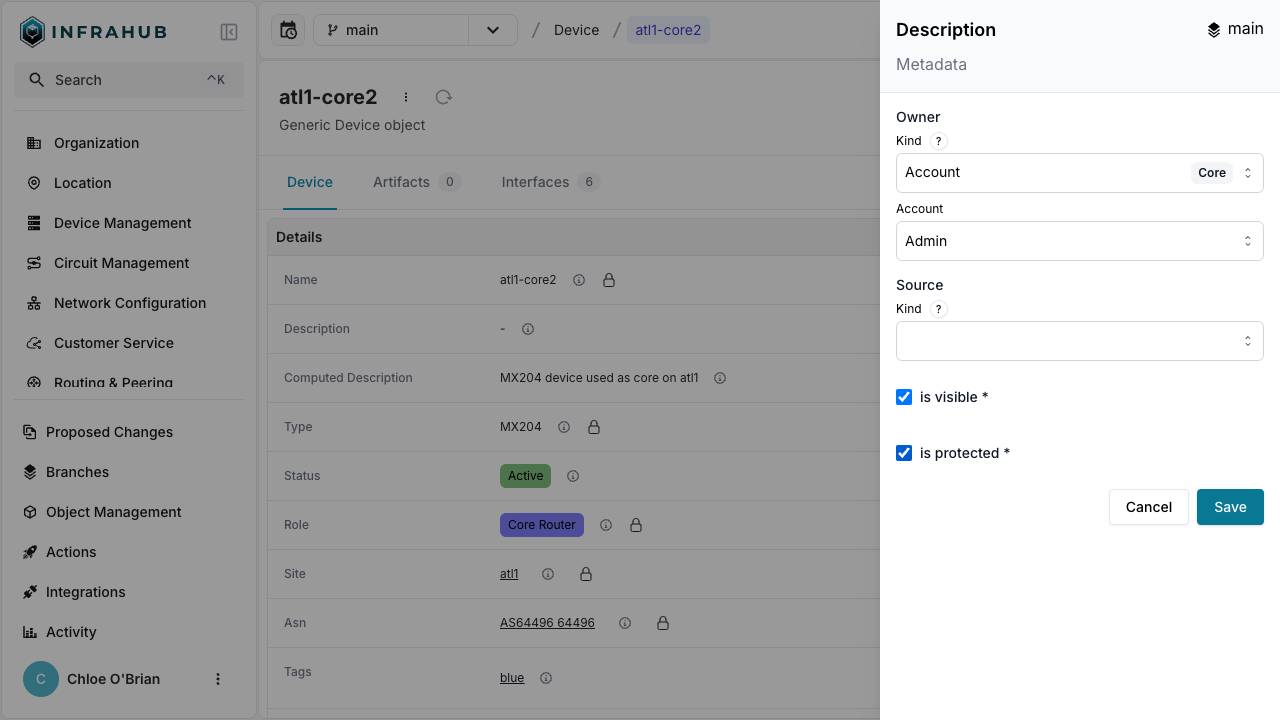 INFRAHUB
Search
^K
Organization
Location
Device Management
Circuit Management
Network Configuration
Customer Service
Routing & Peering
Proposed Changes
Branches
Object Management
Actions
Integrations
Activity
C
Chloe O'Brian
main
/ Device / atl1-core2
atl1-core2
Generic Device object
Device
Artifacts 0
Interfaces 6
Details
Name atl1-core2
Description -
Computed Description MX204 device used as core on atl1
Type MX204
Status Active
Role Core Router
Site atl1
Asn AS64496 64496
Tags blue
Description
main
Metadata
Owner
Kind ?
Account Core
Account
Admin
Source
Kind ?
is visible *
is protected *
Cancel Save